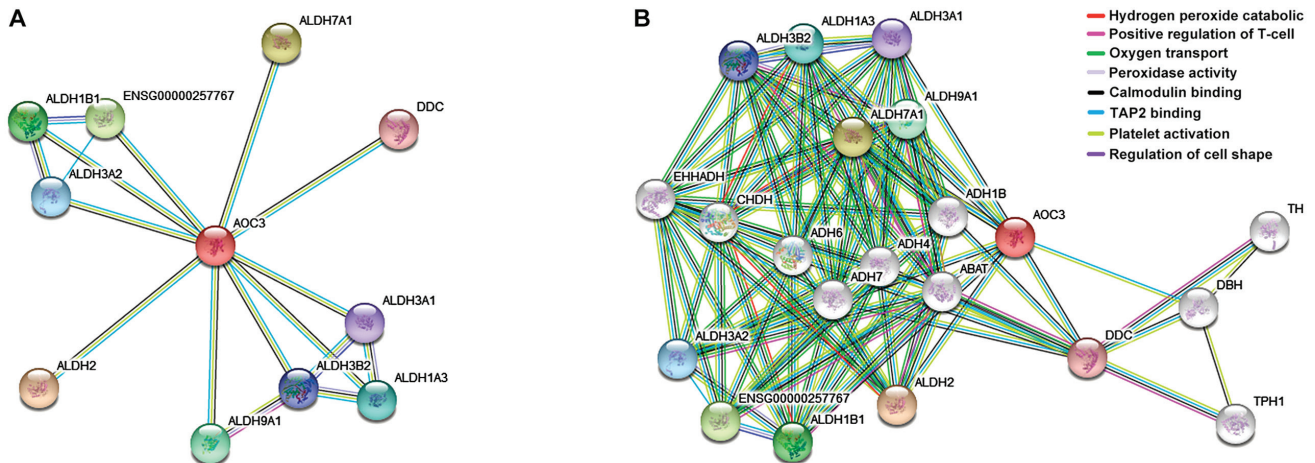 A
ALDH7A1
ALDH1B1
ENSG00000257767
DDC
ALDH3A2
AOC3
ALDH3A1
ALDH2
ALDH3B2
ALDH1A3
ALDH9A1
B
ALDH1A3
ALDH3A1
ALDH3B2
ALDH9A1
ALDH7A1
EHHADH
CHDH
ADH1B
AOC3
TH
ADH6
ADH4
ADH7
ABAT
DBH
ALDH3A2
DDC
ALDH2
ENSG00000257767
ALDH1B1
TPH1
Hydrogen peroxide catabolic
Positive regulation of T-cell
Oxygen transport
Peroxidase activity
Calmodulin binding
TAP2 binding
Platelet activation
Regulation of cell shape